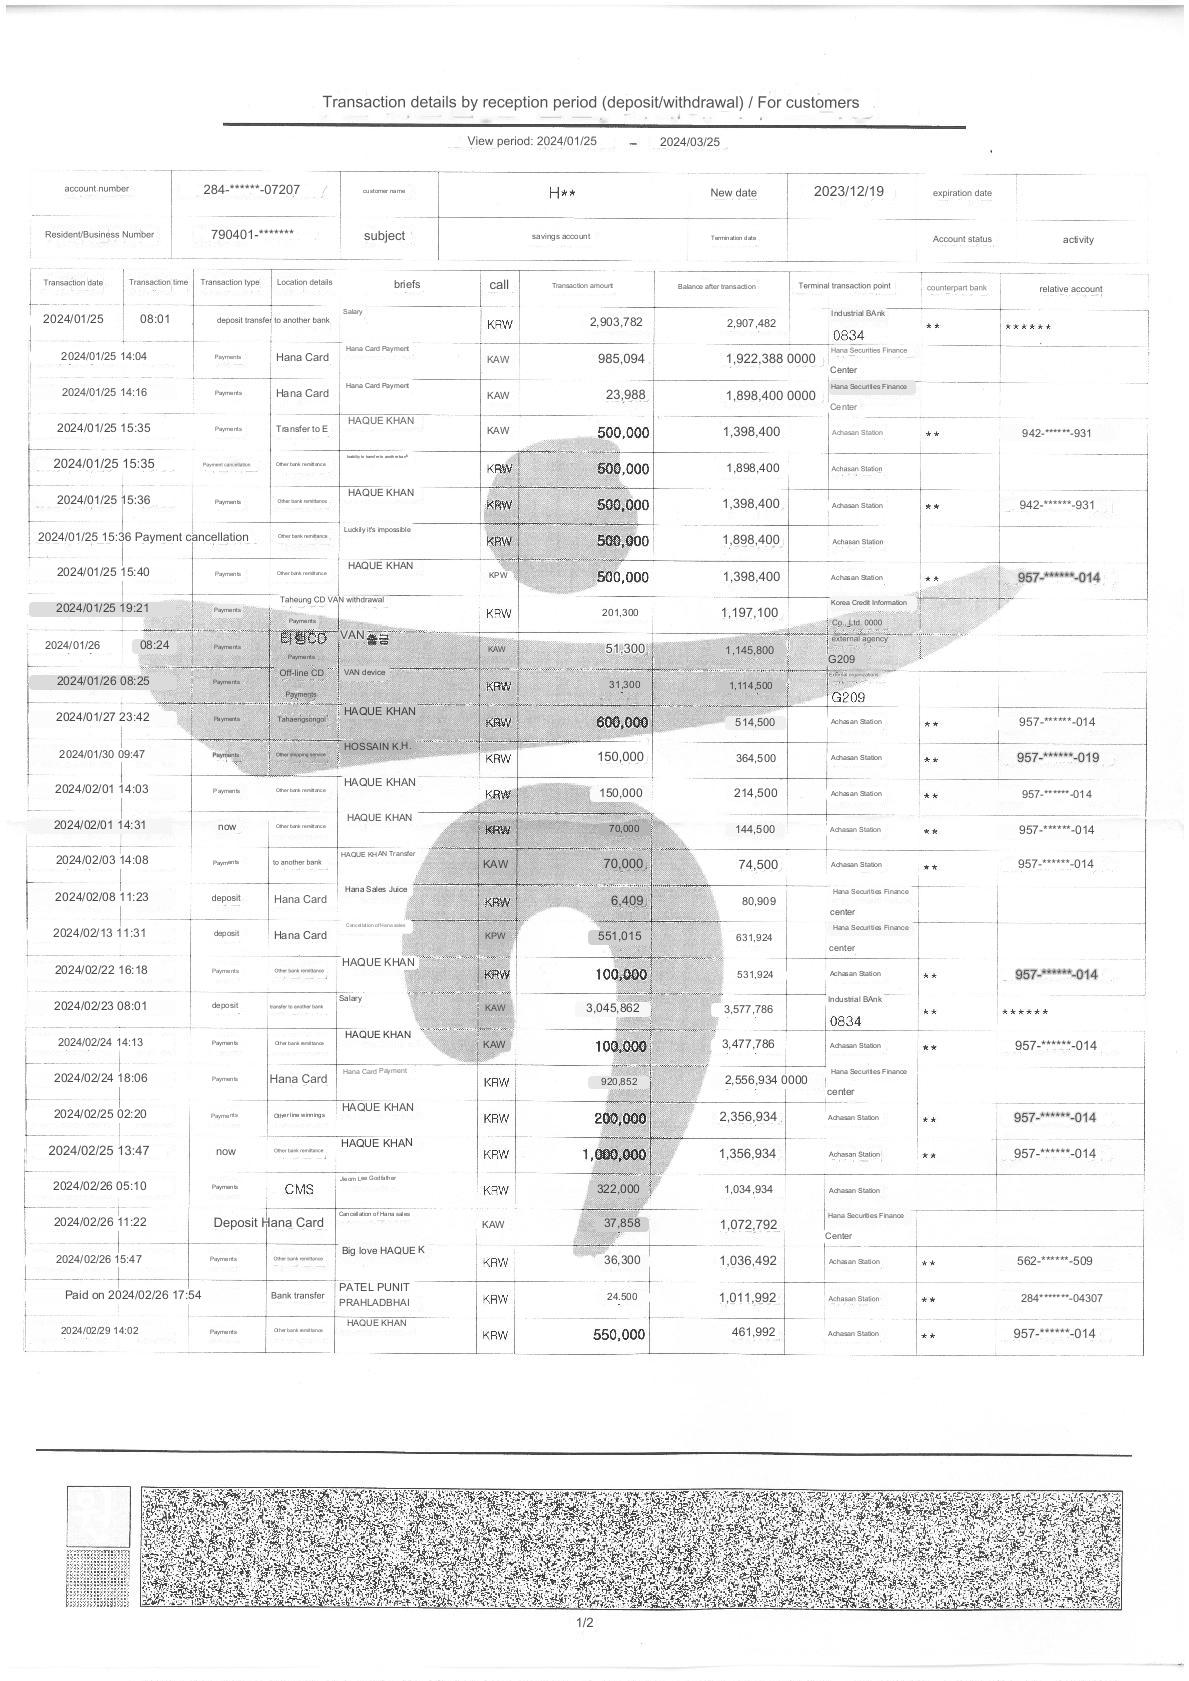 Transaction details by reception period (deposit/withdrawal) / For customers
View period: 2024/01/25 – 2024/03/25
account number 284-******-07207 customer name H** New date 2023/12/19 expiration date
Resident/Business Number 790401-******* subject savings account Termination date Account status activity
Transaction date Transaction time Transaction type Location details briefs call Transaction amount Balance after transaction Terminal transaction point counterpart bank relative account
2024/01/25 08:01 deposit transfer to another bank Salary KRW 2,903,782 2,907,482 Industrial BAnk 0834 ** ******
2024/01/25 14:04 Payments Hana Card Hana Card Payment KAW 985,094 1,922,388 0000 Hana Securities Finance Center
2024/01/25 14:16 Payments Hana Card Hana Card Payment KAW 23,988 1,898,400 0000 Hana Securities Finance Center
2024/01/25 15:35 Payments Transfer to E HAQUE KHAN KAW 500,000 1,398,400 Achasan Station ** 942-******-931
2024/01/25 15:35 Payment cancellation Other bank remittance KRW 500,000 1,898,400 Achasan Station
2024/01/25 15:36 Payments Other bank remittance HAQUE KHAN KRW 500,000 1,398,400 Achasan Station ** 942-******-931
2024/01/25 15:36 Payment cancellation Other bank remittance Luckily it's impossible KRW 500,000 1,898,400 Achasan Station
2024/01/25 15:40 Payments Other bank remittance HAQUE KHAN KPW 500,000 1,398,400 Achasan Station ** 957-******-014
2024/01/25 19:21 Payments Taheung CD VAN withdrawal Payments KRW 201,300 1,197,100 Korea Credit Information Co., Ltd. 0000
2024/01/26 08:24 Payments 타행CD VAN출금 Payments KAW 51,300 1,145,800 external agency G209
2024/01/26 08:25 Payments Off-line CD Payments VAN device KRW 31,300 1,114,500 External organizations G209
2024/01/27 23:42 Payments Tahaengsongol HAQUE KHAN KRW 600,000 514,500 Achasan Station ** 957-******-014
2024/01/30 09:47 Payments Other shipping service HOSSAIN K.H. KRW 150,000 364,500 Achasan Station ** 957-******-019
2024/02/01 14:03 Payments Other bank remittance HAQUE KHAN KRW 150,000 214,500 Achasan Station ** 957-******-014
2024/02/01 14:31 now Other bank remittance HAQUE KHAN KRW 70,000 144,500 Achasan Station ** 957-******-014
2024/02/03 14:08 Payments to another bank HAQUE KHAN Transfer KAW 70,000 74,500 Achasan Station ** 957-******-014
2024/02/08 11:23 deposit Hana Card Hana Sales Juice KRW 6,409 80,909 Hana Securities Finance center
2024/02/13 11:31 deposit Hana Card Cancellation of Hana sales KPW 551,015 631,924 Hana Securities Finance center
2024/02/22 16:18 Payments Other bank remittance HAQUE KHAN KRW 100,000 531,924 Achasan Station ** 957-******-014
2024/02/23 08:01 deposit transfer to another bank Salary KAW 3,045,862 3,577,786 Industrial BAnk 0834 ** ******
2024/02/24 14:13 Payments Other bank remittance HAQUE KHAN KAW 100,000 3,477,786 Achasan Station ** 957-******-014
2024/02/24 18:06 Payments Hana Card Hana Card Payment KRW 920,852 2,556,934 0000 Hana Securities Finance center
2024/02/25 02:20 Payments Other line winnings HAQUE KHAN KRW 200,000 2,356,934 Achasan Station ** 957-******-014
2024/02/25 13:47 now Other bank remittance HAQUE KHAN KRW 1,000,000 1,356,934 Achasan Station ** 957-******-014
2024/02/26 05:10 Payments CMS Jieom Lee Godfather KRW 322,000 1,034,934 Achasan Station
2024/02/26 11:22 Deposit Hana Card Cancellation of Hana sales KAW 37,858 1,072,792 Hana Securities Finance Center
2024/02/26 15:47 Payments Other bank remittance Big love HAQUE K KRW 36,300 1,036,492 Achasan Station ** 562-******-509
Paid on 2024/02/26 17:54 Bank transfer PATEL PUNIT PRAHLADBHAI KRW 24.500 1,011,992 Achasan Station ** 284*******-04307
2024/02/29 14:02 Payments Other bank remittance HAQUE KHAN KRW 550,000 461,992 Achasan Station ** 957-******-014
1/2